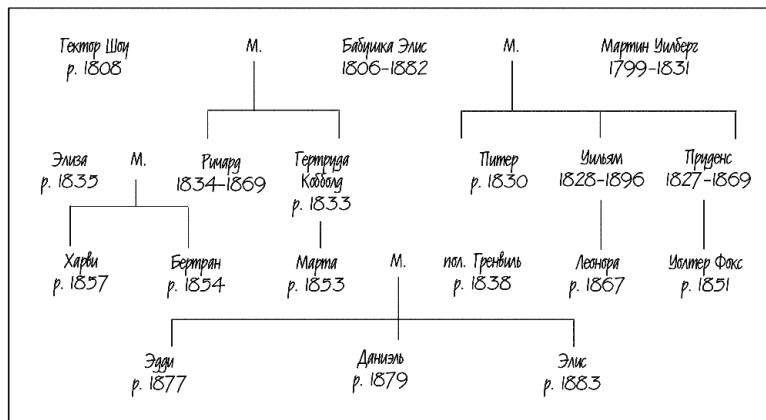 Гектор Шоу М. Бабушка Элис М. Мартин Уилберг
р. 1808 1806–1882 1799–1831
Элиза М. Ричард Гертруда Питер Уильям Пруденс
р. 1835 1834–1869 Кобболд р. 1830 1828–1896 1827–1869
р. 1833
Харви Бертран Марта М. пол. Гренвиль Леонора Уолтер Фокс
р. 1857 р. 1854 р. 1853 р. 1838 р. 1867 р. 1851
Эдди Даниэль Элис
р. 1877 р. 1879 р. 1883